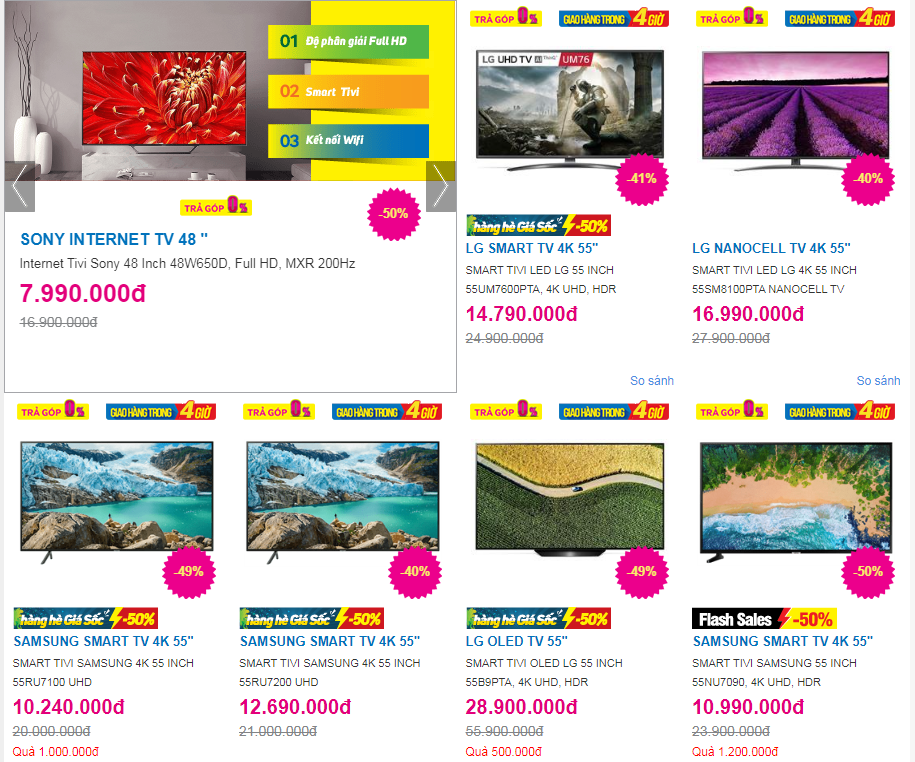 01 Độ phân giải Full HD
02 Smart Tivi
03 Kết nối Wifi
TRẢ GÓP 0%
-50%
SONY INTERNET TV 48 "
Internet Tivi Sony 48 Inch 48W650D, Full HD, MXR 200Hz
7.990.000đ
16.900.000đ
TRẢ GÓP 0% GIAO HÀNG TRONG 4 GIỜ
LG UHD TV AI ThinQ UM76
-41%
hàng hè Giá Sốc -50%
LG SMART TV 4K 55"
SMART TIVI LED LG 55 INCH
55UM7600PTA, 4K UHD, HDR
14.790.000đ
24.900.000đ
So sánh
TRẢ GÓP 0% GIAO HÀNG TRONG 4 GIỜ
-40%
LG NANOCELL TV 4K 55"
SMART TIVI LED LG 4K 55 INCH
55SM8100PTA NANOCELL TV
16.990.000đ
27.900.000đ
So sánh
TRẢ GÓP 0% GIAO HÀNG TRONG 4 GIỜ
-49%
hàng hè Giá Sốc -50%
SAMSUNG SMART TV 4K 55"
SMART TIVI SAMSUNG 4K 55 INCH
55RU7100 UHD
10.240.000đ
20.000.000đ
Quà 1.000.000đ
TRẢ GÓP 0% GIAO HÀNG TRONG 4 GIỜ
-40%
hàng hè Giá Sốc -50%
SAMSUNG SMART TV 4K 55"
SMART TIVI SAMSUNG 4K 55 INCH
55RU7200 UHD
12.690.000đ
21.000.000đ
TRẢ GÓP 0% GIAO HÀNG TRONG 4 GIỜ
-49%
hàng hè Giá Sốc -50%
LG OLED TV 55"
SMART TIVI OLED LG 55 INCH
55B9PTA, 4K UHD, HDR
28.900.000đ
55.900.000đ
Quà 500.000đ
TRẢ GÓP 0% GIAO HÀNG TRONG 4 GIỜ
-50%
Flash Sales -50%
SAMSUNG SMART TV 4K 55"
SMART TIVI SAMSUNG 55 INCH
55NU7090, 4K UHD, HDR
10.990.000đ
23.900.000đ
Quà 1.200.000đ